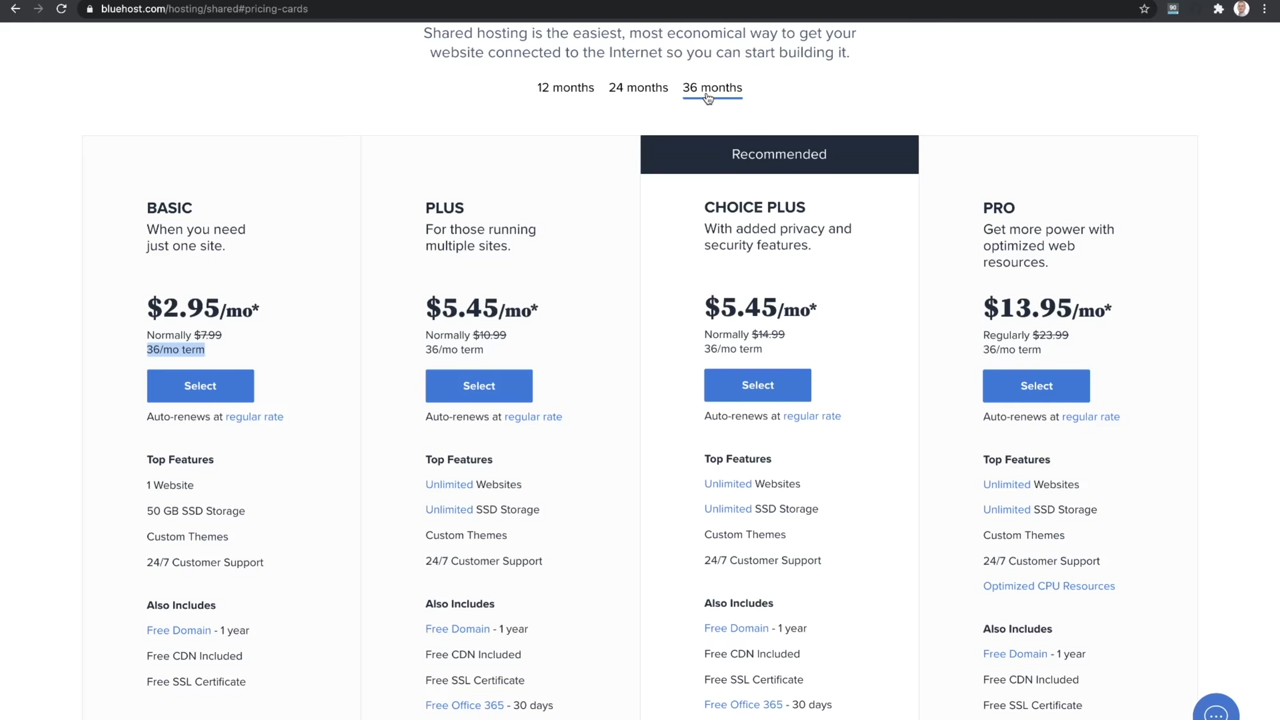 bluehost.com/hosting/shared#pricing-cards
Shared hosting is the easiest, most economical way to get your
website connected to the Internet so you can start building it.
12 months 24 months 36 months
BASIC
When you need
just one site.
$2.95/mo*
Normally $7.99
36/mo term
Select
Auto-renews at regular rate
Top Features
1 Website
50 GB SSD Storage
Custom Themes
24/7 Customer Support
Also Includes
Free Domain - 1 year
Free CDN Included
Free SSL Certificate
PLUS
For those running
multiple sites.
$5.45/mo*
Normally $10.99
36/mo term
Select
Auto-renews at regular rate
Top Features
Unlimited Websites
Unlimited SSD Storage
Custom Themes
24/7 Customer Support
Also Includes
Free Domain - 1 year
Free CDN Included
Free SSL Certificate
Free Office 365 - 30 days
Recommended
CHOICE PLUS
With added privacy and
security features.
$5.45/mo*
Normally $14.99
36/mo term
Select
Auto-renews at regular rate
Top Features
Unlimited Websites
Unlimited SSD Storage
Custom Themes
24/7 Customer Support
Also Includes
Free Domain - 1 year
Free CDN Included
Free SSL Certificate
Free Office 365 - 30 days
PRO
Get more power with
optimized web
resources.
$13.95/mo*
Regularly $23.99
36/mo term
Select
Auto-renews at regular rate
Top Features
Unlimited Websites
Unlimited SSD Storage
Custom Themes
24/7 Customer Support
Optimized CPU Resources
Also Includes
Free Domain - 1 year
Free CDN Included
Free SSL Certificate